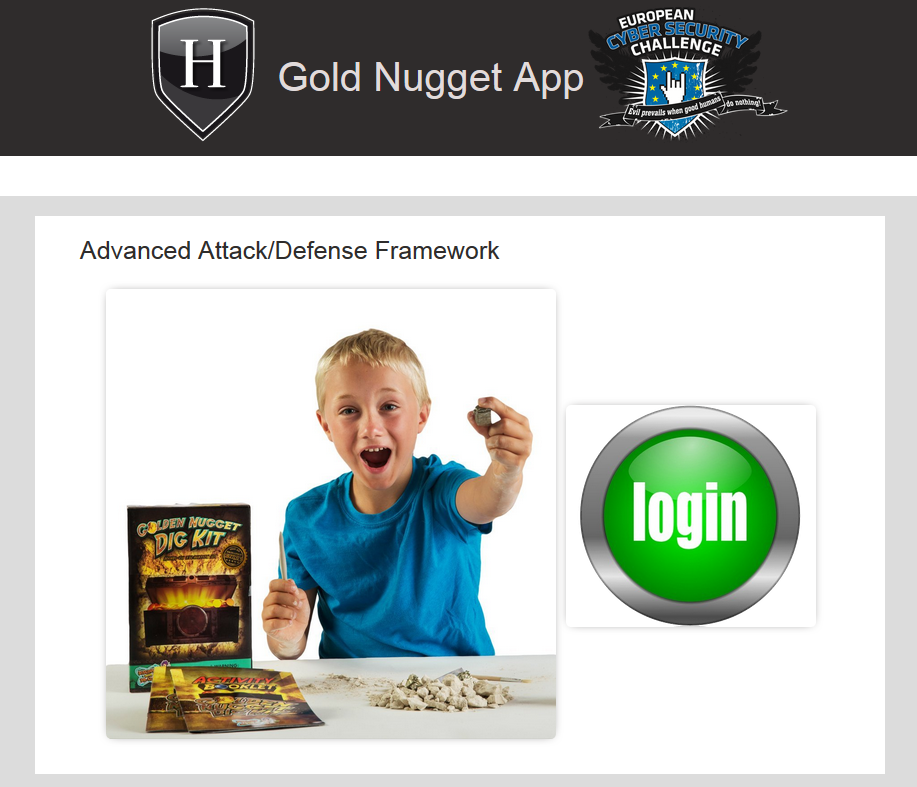 H
Gold Nugget App
EUROPEAN
CYBER SECURITY
CHALLENGE
Evil prevails when good humans do nothing!
Advanced Attack/Defense Framework
GOLDEN NUGGET
DIG KIT
ACTIVITY
BOOKLET
login